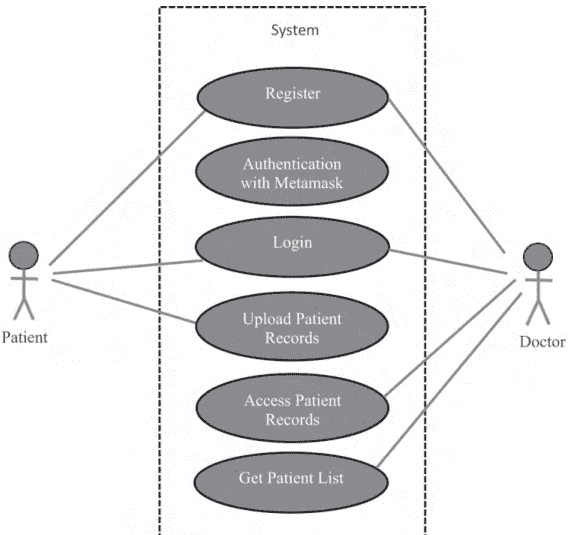 System
Register
Authentication
with Metamask
Login
Upload Patient
Records
Patient
Doctor
Access Patient
Records
Get Patient List